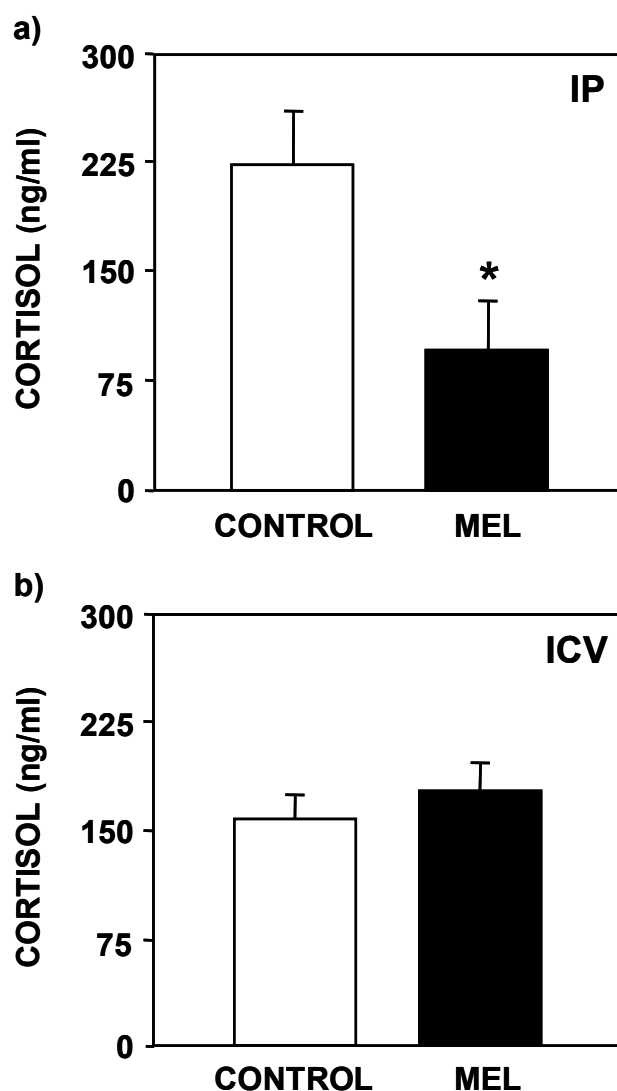 a)
300
IP
225
150
*
75
0
CORTISOL (ng/ml)
CONTROL MEL
b)
300
ICV
225
150
75
0
CORTISOL (ng/ml)
CONTROL MEL